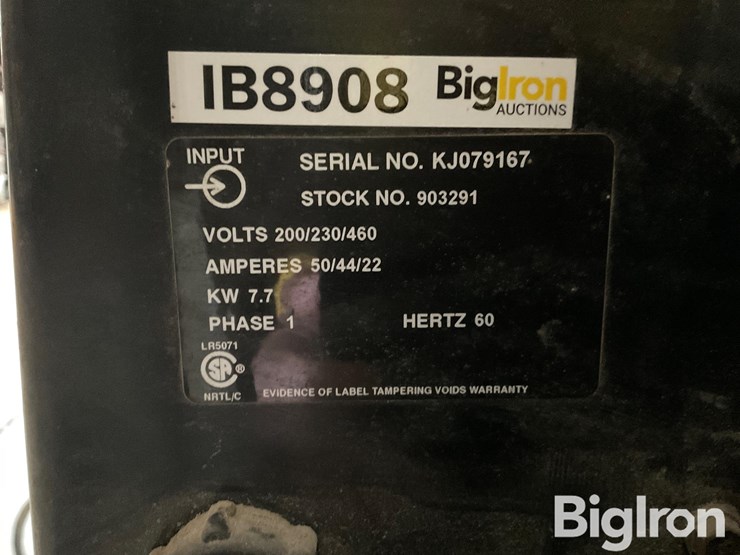 IB8908 BigIron
AUCTIONS
INPUT
SERIAL NO. KJ079167
STOCK NO. 903291
VOLTS 200/230/460
AMPERES 50/44/22
KW 7.7
PHASE 1 HERTZ 60
LR5071
SA ®
NRTL/C
EVIDENCE OF LABEL TAMPERING VOIDS WARRANTY
BigIron